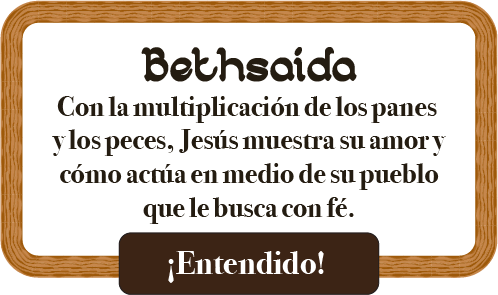 Bethsaida
Con la multiplicación de los panes
y los peces, Jesús muestra su amor y
cómo actúa en medio de su pueblo
que le busca con fé.
¡Entendido!